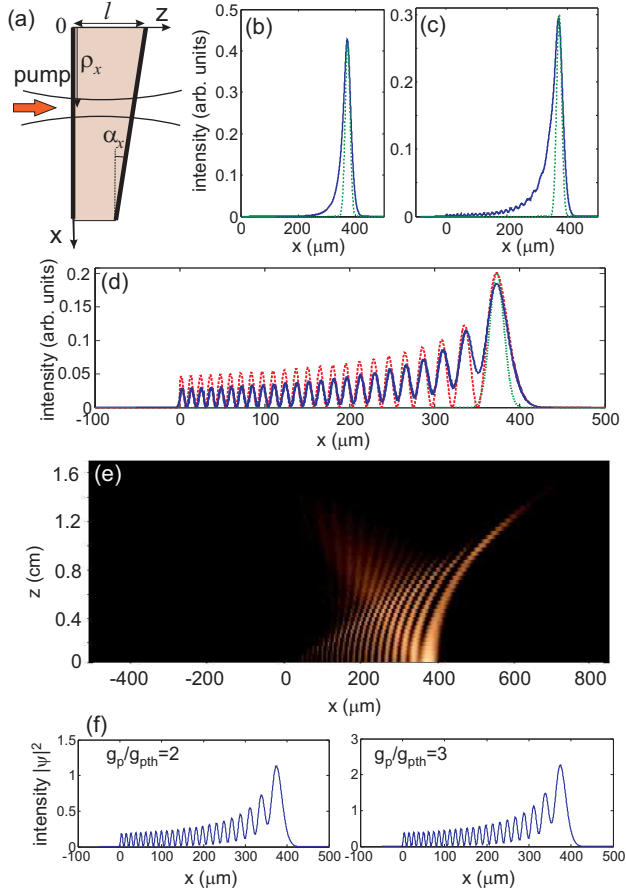 (a)
0
l
z
ρx
pump
αx
x
(b)
intensity (arb. units)
0.5
0.4
0.3
0.2
0.1
0
0 200 400
x (μm)
(c)
0.3
0.2
0.1
0
0 200 400
x (μm)
(d)
intensity (arb. units)
0.2
0.15
0.1
0.05
0
-100 0 100 200 300 400 500
x (μm)
(e)
z (cm)
1.6
1.2
0.8
0.4
0
-400 -200 0 200 400 600 800
x (μm)
(f)
intensity |ψ|²
gp/gpth=2
1.5
1
0.5
0
-100 0 100 200 300 400 500
x (μm)
gp/gpth=3
3
2
1
0
-100 0 100 200 300 400 500
x (μm)